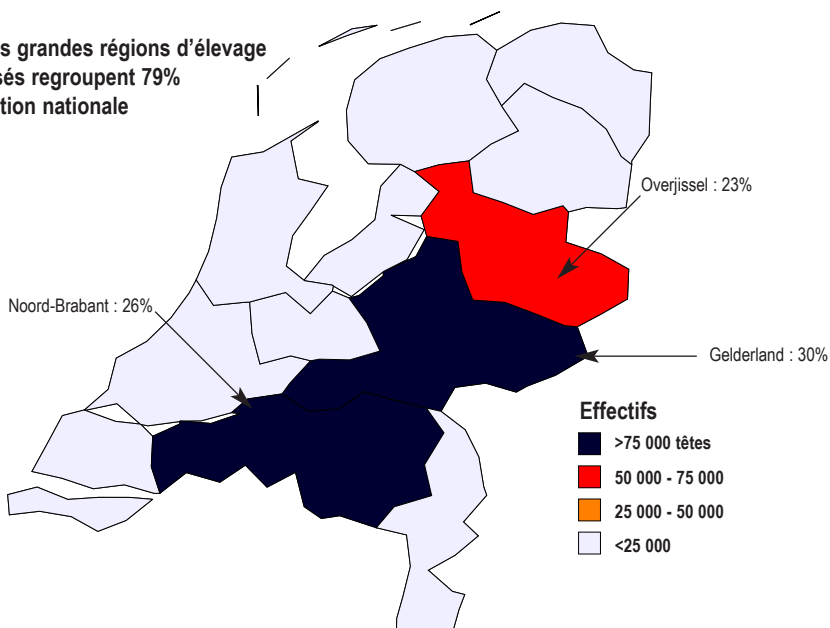 s grandes régions d'élevage
sés regroupent 79%
tion nationale
Overjissel : 23%
Noord-Brabant : 26%
Gelderland : 30%
Effectifs
>75 000 têtes
50 000 - 75 000
25 000 - 50 000
<25 000